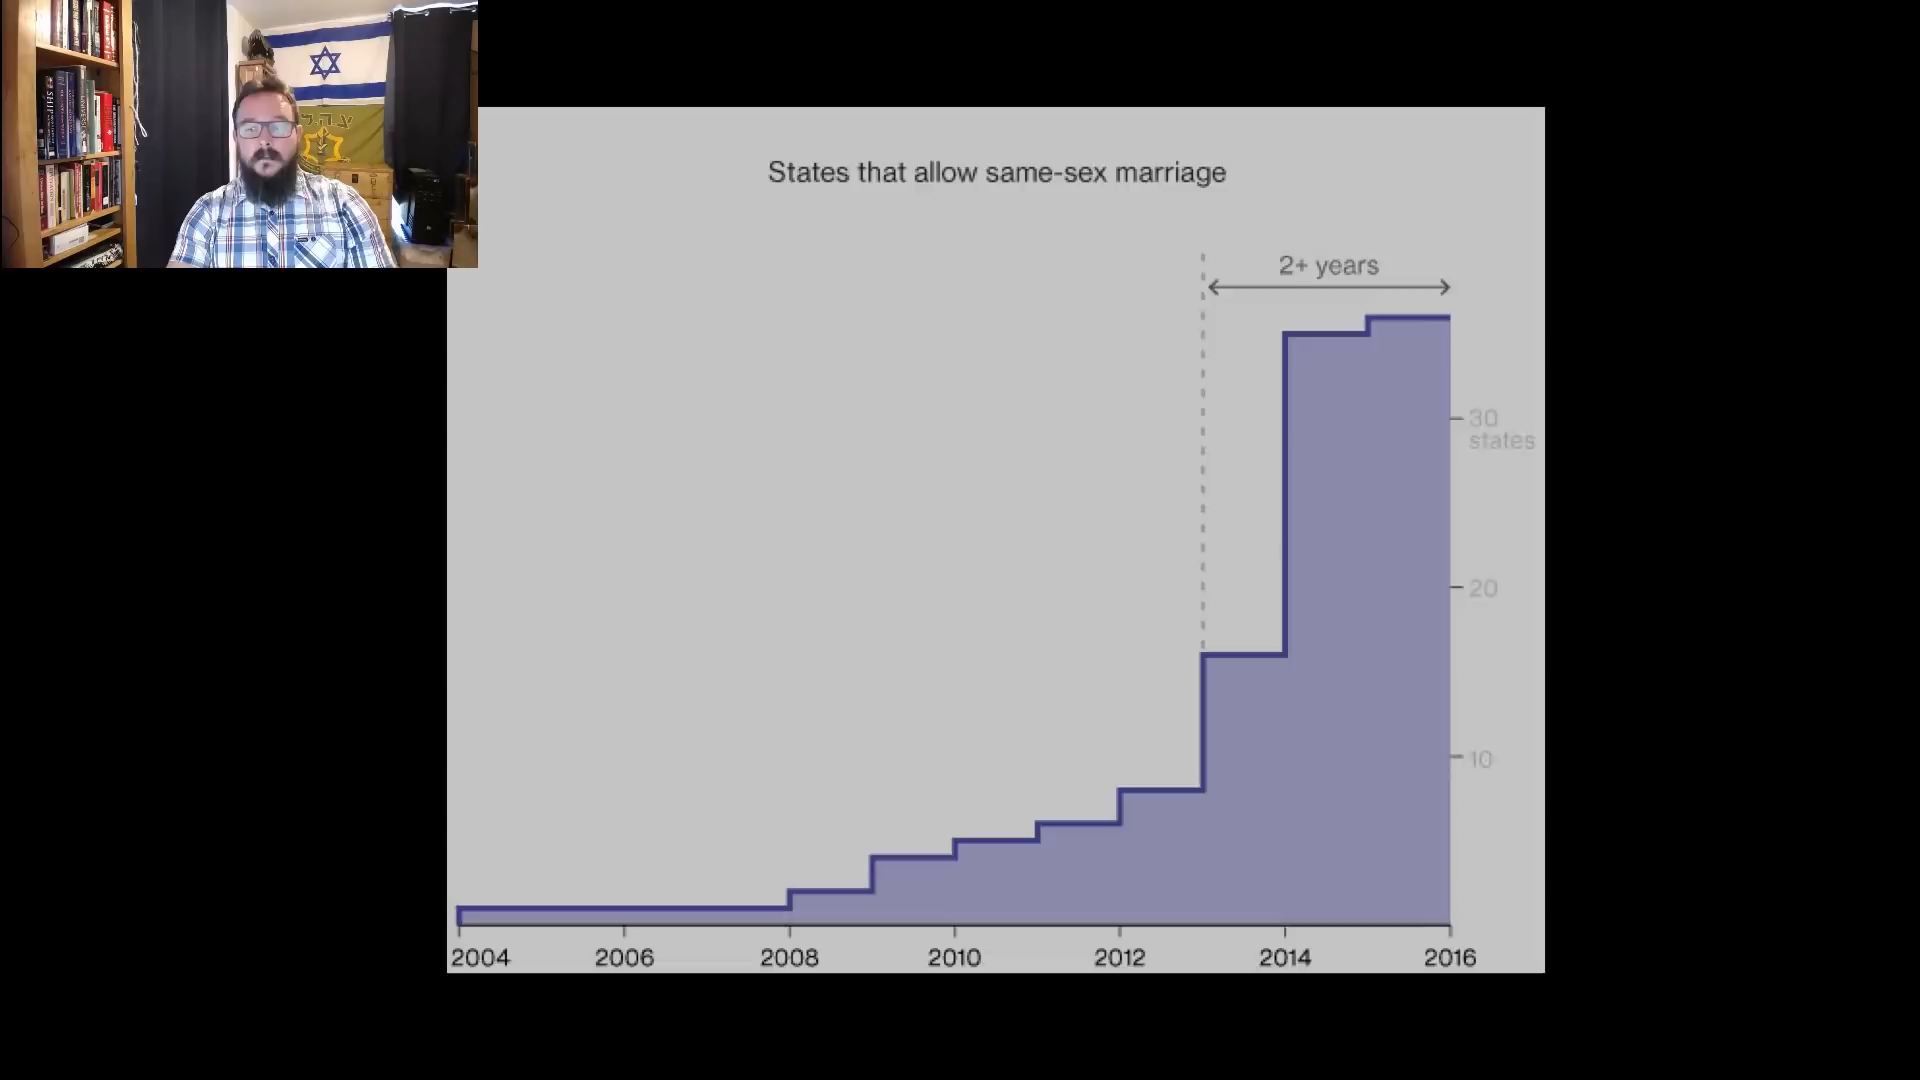 צ.ה.ל
States that allow same-sex marriage
2+ years
30
states
20
10
2004 2006 2008 2010 2012 2014 2016